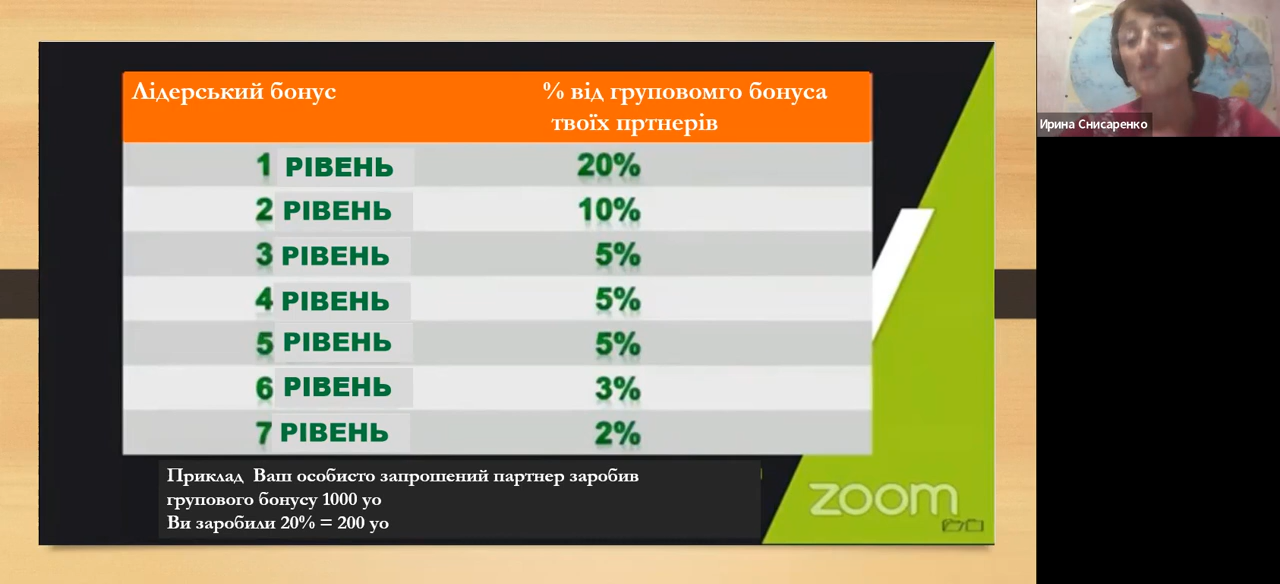 Лідерський бонус
% від груповомго бонуса
твоїх пртнерів
1 РІВЕНЬ 20%
2 РІВЕНЬ 10%
3 РІВЕНЬ 5%
4 РІВЕНЬ 5%
5 РІВЕНЬ 5%
6 РІВЕНЬ 3%
7 РІВЕНЬ 2%
Приклад Ваш особисто запрошений партнер заробив
групового бонусу 1000 уо
Ви заробили 20% = 200 уо
zoom
Ирина Снисаренко